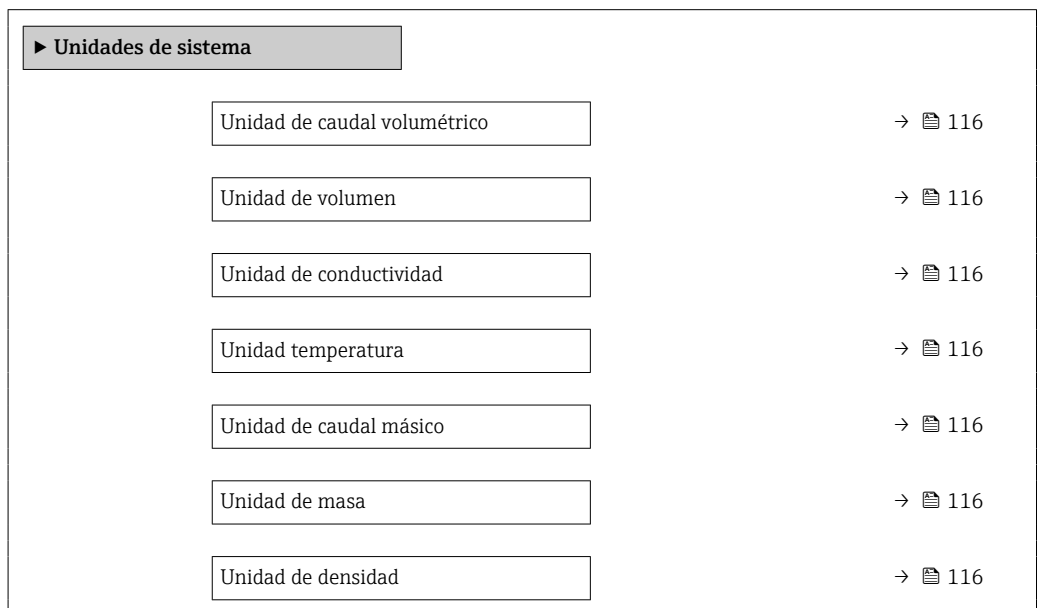 ▶ Unidades de sistema
Unidad de caudal volumétrico → 116
Unidad de volumen → 116
Unidad de conductividad → 116
Unidad temperatura → 116
Unidad de caudal másico → 116
Unidad de masa → 116
Unidad de densidad → 116